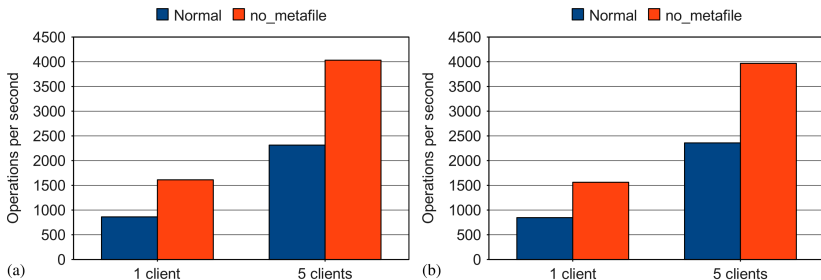 Normal no_metafile
Operations per second
4500
4000
3500
3000
2500
2000
1500
1000
500
0
1 client 5 clients
(a)
Normal no_metafile
Operations per second
4500
4000
3500
3000
2500
2000
1500
1000
500
0
1 client 5 clients
(b)